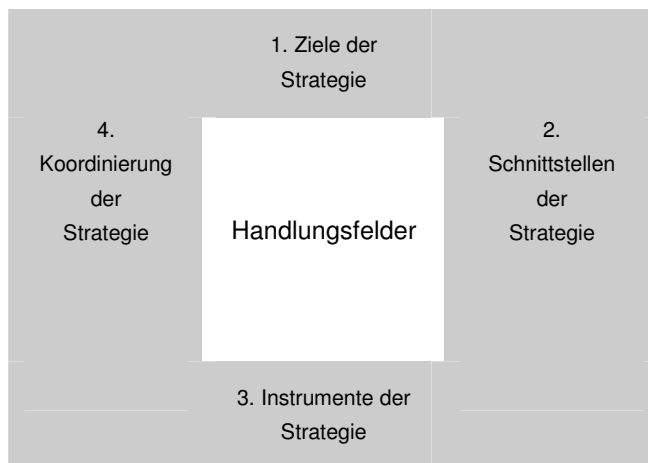 1. Ziele der
Strategie
4.
Koordinierung
der
Strategie
Handlungsfelder
2.
Schnittstellen
der
Strategie
3. Instrumente der
Strategie